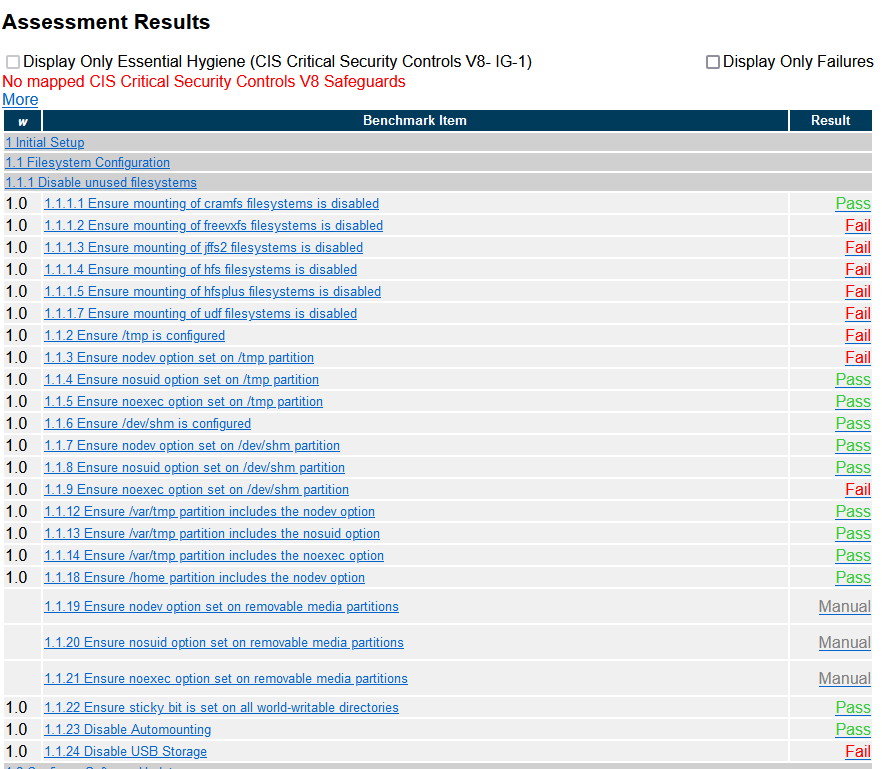 Assessment Results
Display Only Essential Hygiene (CIS Critical Security Controls V8- IG-1) Display Only Failures
No mapped CIS Critical Security Controls V8 Safeguards
More
w Benchmark Item Result
1 Initial Setup
1.1 Filesystem Configuration
1.1.1 Disable unused filesystems
1.0 1.1.1.1 Ensure mounting of cramfs filesystems is disabled Pass
1.0 1.1.1.2 Ensure mounting of freevxfs filesystems is disabled Fail
1.0 1.1.1.3 Ensure mounting of jffs2 filesystems is disabled Fail
1.0 1.1.1.4 Ensure mounting of hfs filesystems is disabled Fail
1.0 1.1.1.5 Ensure mounting of hfsplus filesystems is disabled Fail
1.0 1.1.1.7 Ensure mounting of udf filesystems is disabled Fail
1.0 1.1.2 Ensure /tmp is configured Fail
1.0 1.1.3 Ensure nodev option set on /tmp partition Fail
1.0 1.1.4 Ensure nosuid option set on /tmp partition Pass
1.0 1.1.5 Ensure noexec option set on /tmp partition Pass
1.0 1.1.6 Ensure /dev/shm is configured Pass
1.0 1.1.7 Ensure nodev option set on /dev/shm partition Pass
1.0 1.1.8 Ensure nosuid option set on /dev/shm partition Pass
1.0 1.1.9 Ensure noexec option set on /dev/shm partition Fail
1.0 1.1.12 Ensure /var/tmp partition includes the nodev option Pass
1.0 1.1.13 Ensure /var/tmp partition includes the nosuid option Pass
1.0 1.1.14 Ensure /var/tmp partition includes the noexec option Pass
1.0 1.1.18 Ensure /home partition includes the nodev option Pass
1.1.19 Ensure nodev option set on removable media partitions Manual
1.1.20 Ensure nosuid option set on removable media partitions Manual
1.1.21 Ensure noexec option set on removable media partitions Manual
1.0 1.1.22 Ensure sticky bit is set on all world-writable directories Pass
1.0 1.1.23 Disable Automounting Pass
1.0 1.1.24 Disable USB Storage Fail